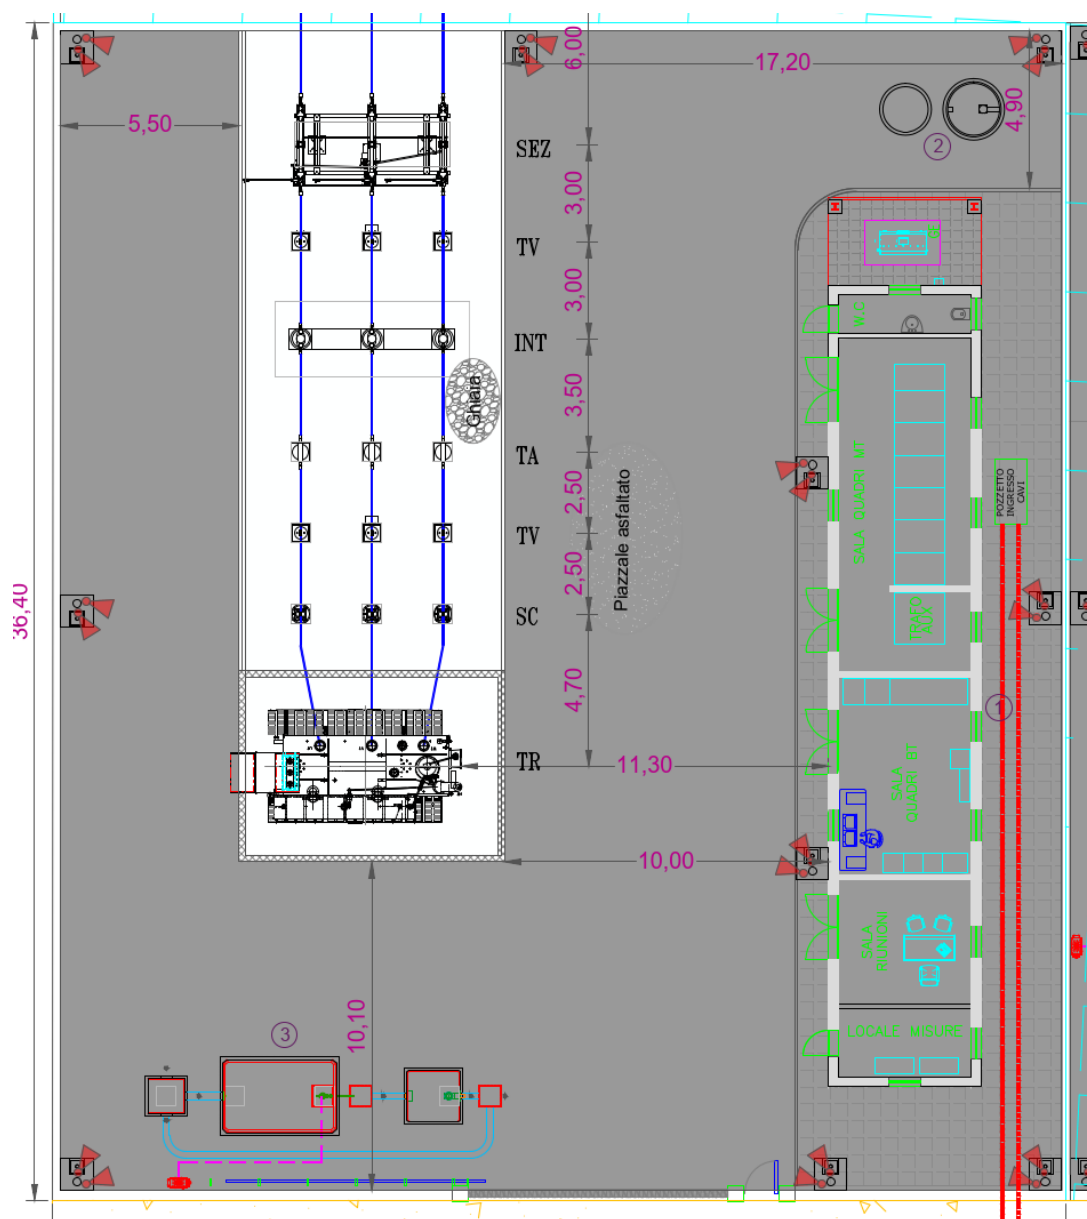 6,00
17,20
5,50
4,90
2
SEZ
3,00
TV
3,00
W.C
INT
3,50
Ghiaia
SALA QUADRI MT
TA
2,50
Piazzale asfaltato
POZZETTO
INGRESSO
CAVI
TV
2,50
36,40
SC
TRAFO
AUX
4,70
1
TR
11,30
SALA
QUADRI BT
10,00
SALA
RIUNIONI
10,10
3
LOCALE MISURE